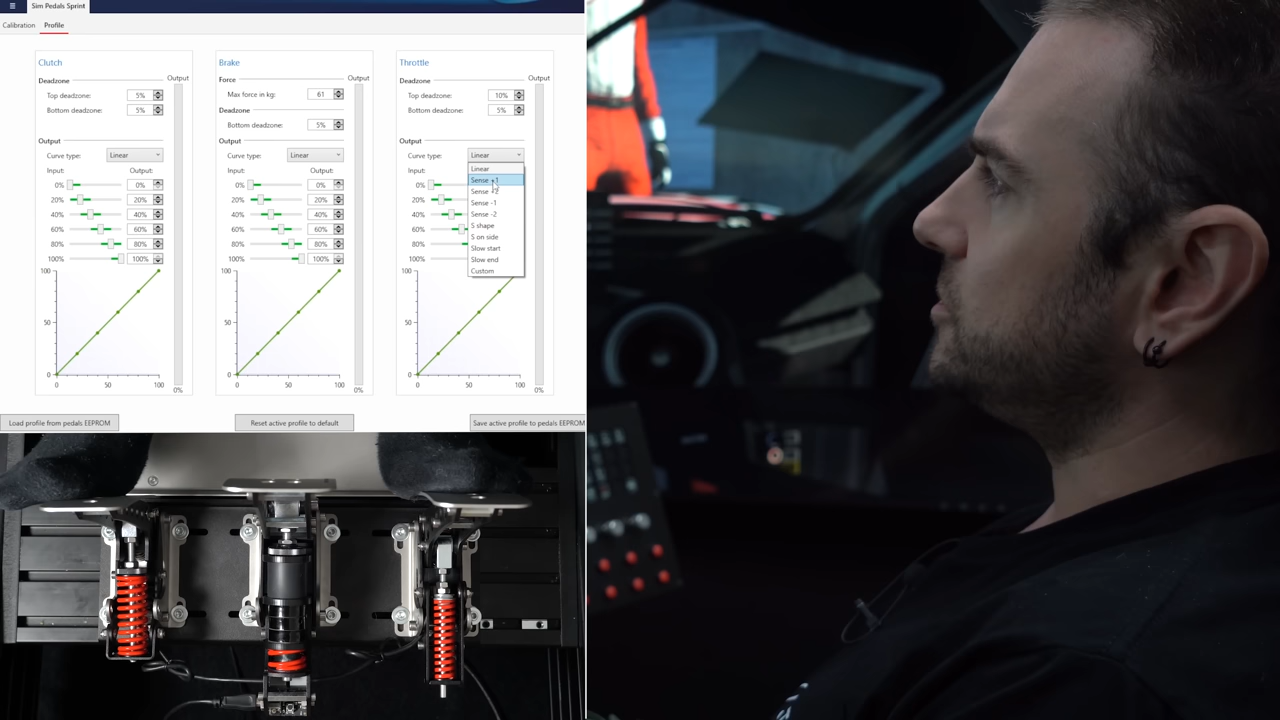 Sim Pedals Sprint
Calibration Profile
Clutch
Deadzone
Output
Top deadzone: 5%
Bottom deadzone: 5%
Output
Curve type: Linear
Input: Output:
0% 0%
20% 20%
40% 40%
60% 60%
80% 80%
100% 100%
100
50
0
0 50 100
0%
Brake
Force
Output
Max force in kg: 61
Deadzone
Bottom deadzone: 5%
Output
Curve type: Linear
Input: Output:
0% 0%
20% 20%
40% 40%
60% 60%
80% 80%
100% 100%
100
50
0
0 50 100
0%
Throttle
Deadzone
Output
Top deadzone: 10%
Bottom deadzone: 5%
Output
Curve type: Linear
Input:
0%
20%
40%
60%
80%
100%
Linear
Sense +1
Sense +2
Sense -1
Sense -2
S shape
S on side
Slow start
Slow end
Custom
100
50
0
0 50 100
0%
Load profile from pedals EEPROM
Reset active profile to default
Save active profile to pedals EEPROM